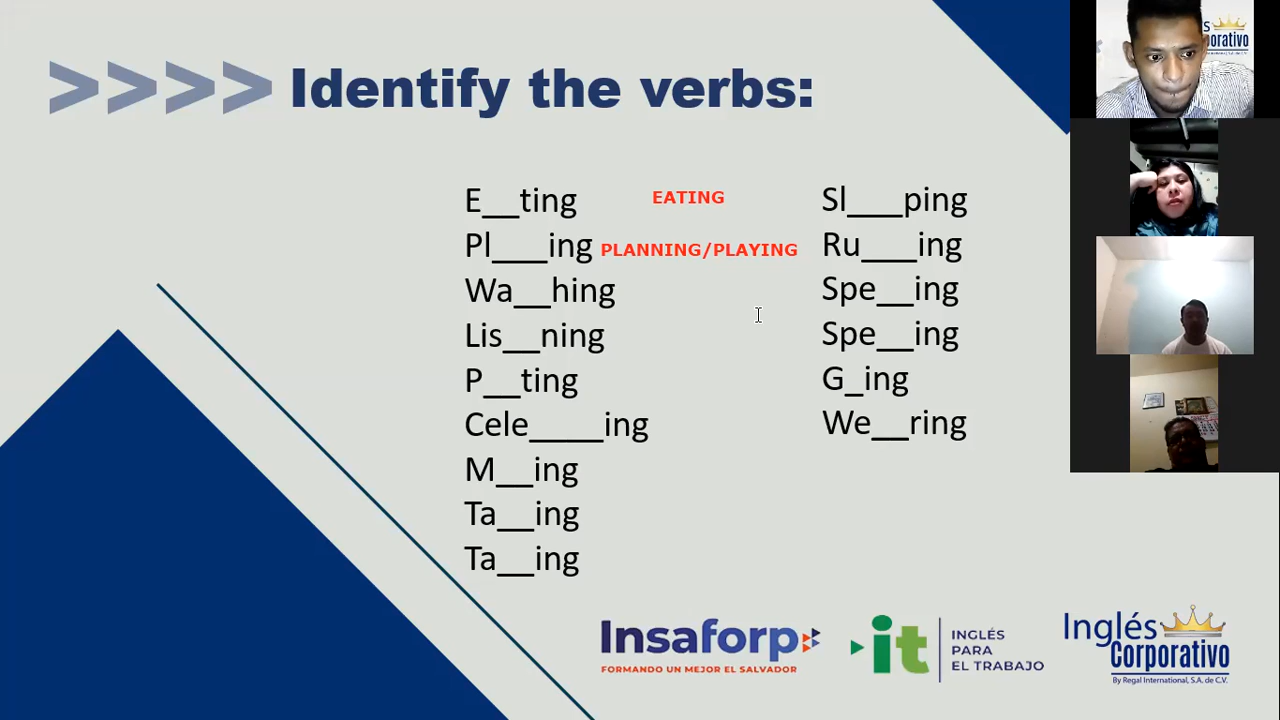 >>>> Identify the verbs:
E__ting EATING
Pl___ing PLANNING/PLAYING
Wa__hing
Lis__ning
P__ting
Cele____ing
M__ing
Ta__ing
Ta__ing
Sl___ping
Ru___ing
Spe__ing
Spe__ing
G_ing
We__ring
Insaforp
FORMANDO UN MEJOR EL SALVADOR
it
INGLÉS
PARA
EL TRABAJO
Inglés
Corporativo
By Regal International, S.A. de C.V.